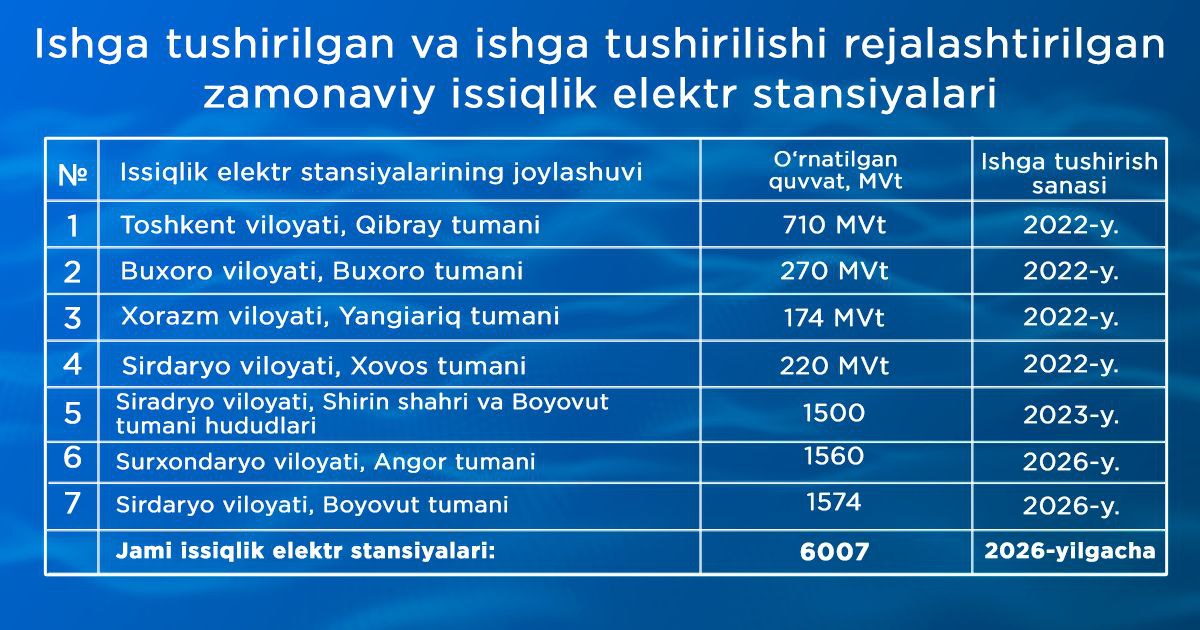 Ishga tushirilgan va ishga tushirilishi rejalashtirilgan
zamonaviy issiqlik elektr stansiyalari
№ Issiqlik elektr stansiyalarining joylashuvi Oʻrnatilgan quvvat, MVt Ishga tushirish sanasi
1 Toshkent viloyati, Qibray tumani 710 MVt 2022-y.
2 Buxoro viloyati, Buxoro tumani 270 MVt 2022-y.
3 Xorazm viloyati, Yangiariq tumani 174 MVt 2022-y.
4 Sirdaryo viloyati, Xovos tumani 220 MVt 2022-y.
5 Siradryo viloyati, Shirin shahri va Boyovut tumani hududlari 1500 2023-y.
6 Surxondaryo viloyati, Angor tumani 1560 2026-y.
7 Sirdaryo viloyati, Boyovut tumani 1574 2026-y.
Jami issiqlik elektr stansiyalari: 6007 2026-yilgacha